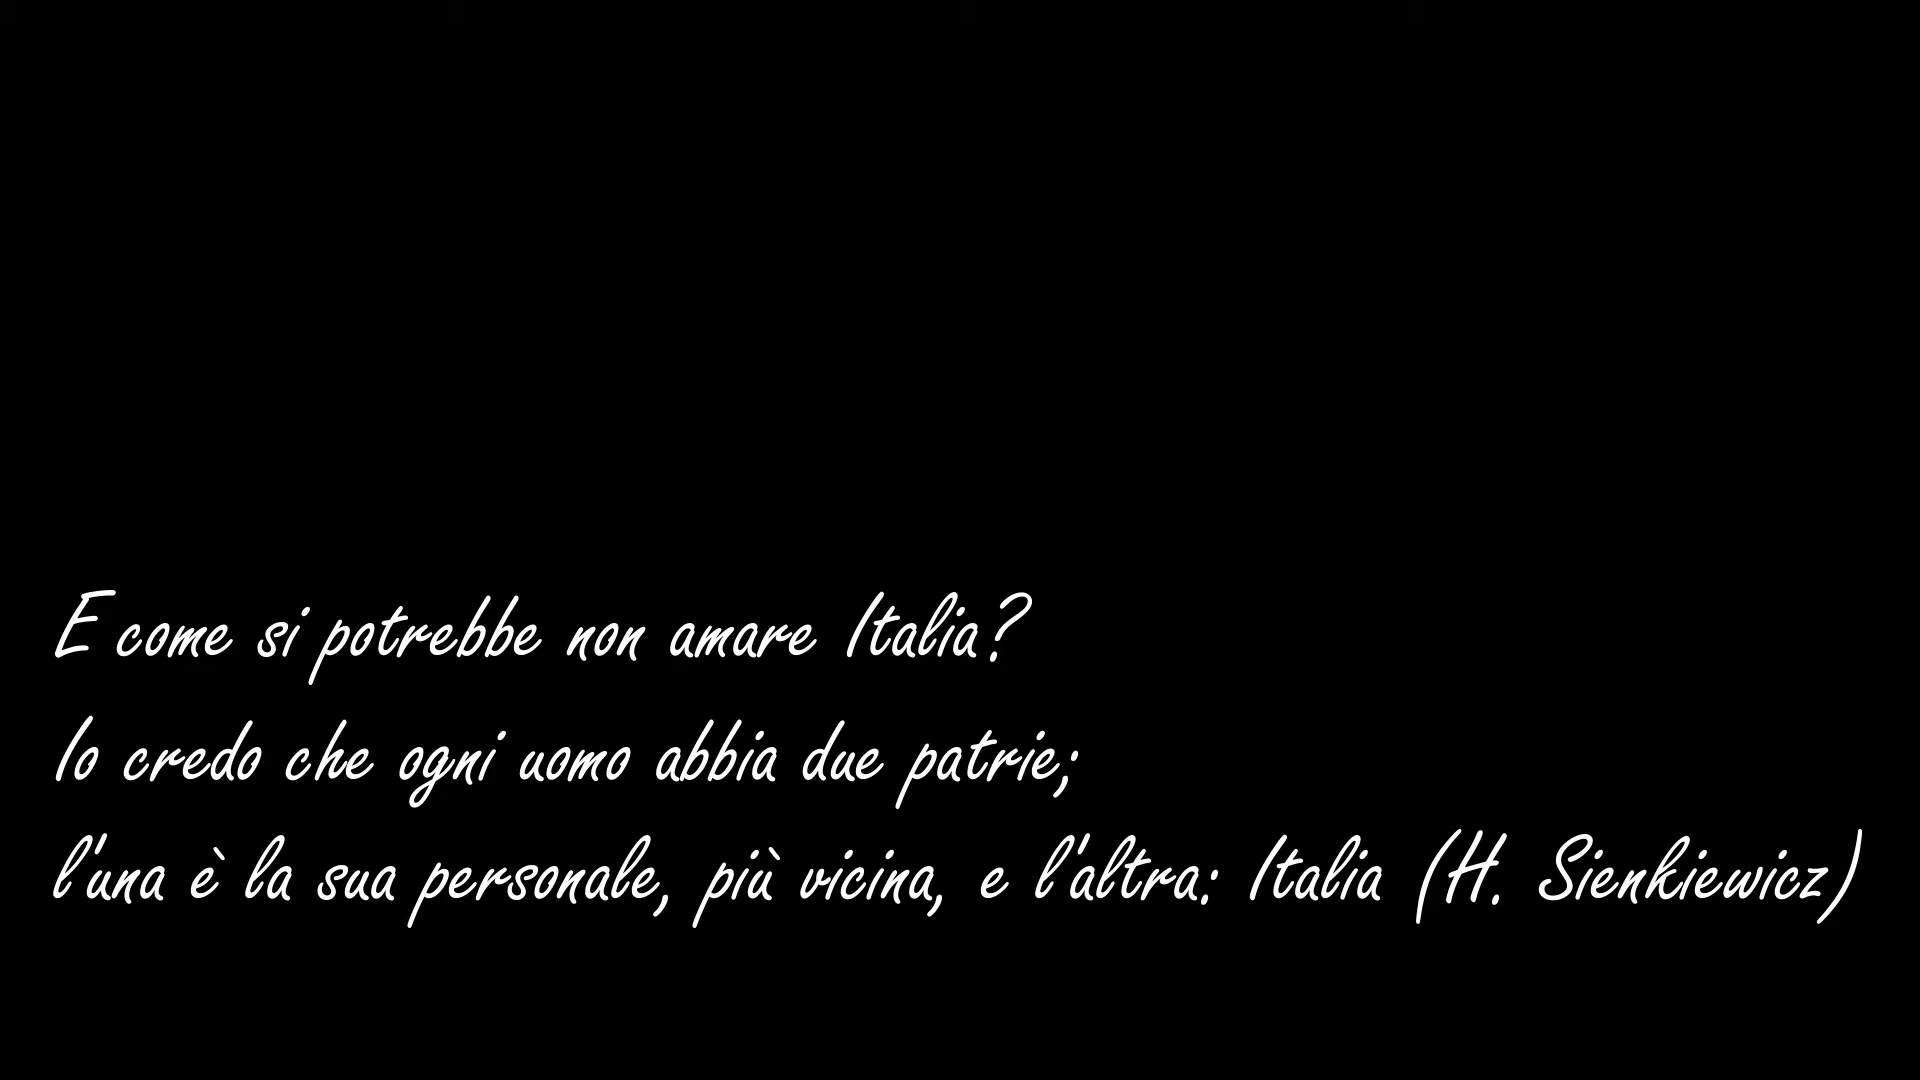 E come si potrebbe non amare Italia?
Io credo che ogni uomo abbia due patrie;
l'una è la sua personale, più vicina, e l'altra: Italia (H. Sienkiewicz)